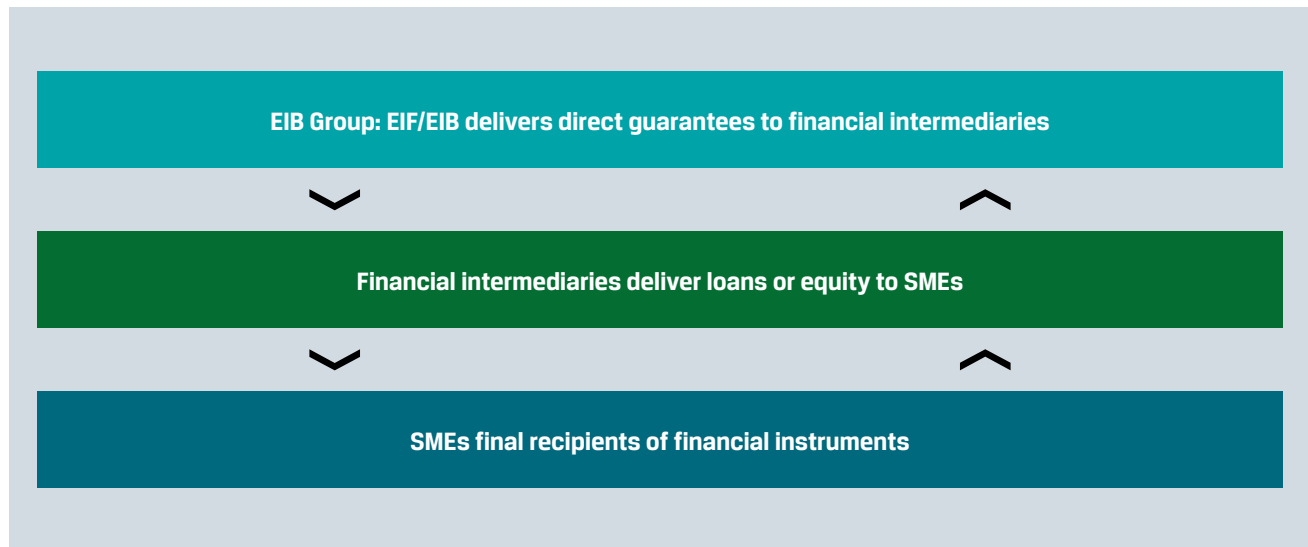 EIB Group: EIF/EIB delivers direct guarantees to financial intermediaries
Financial intermediaries deliver loans or equity to SMEs
SMEs final recipients of financial instruments